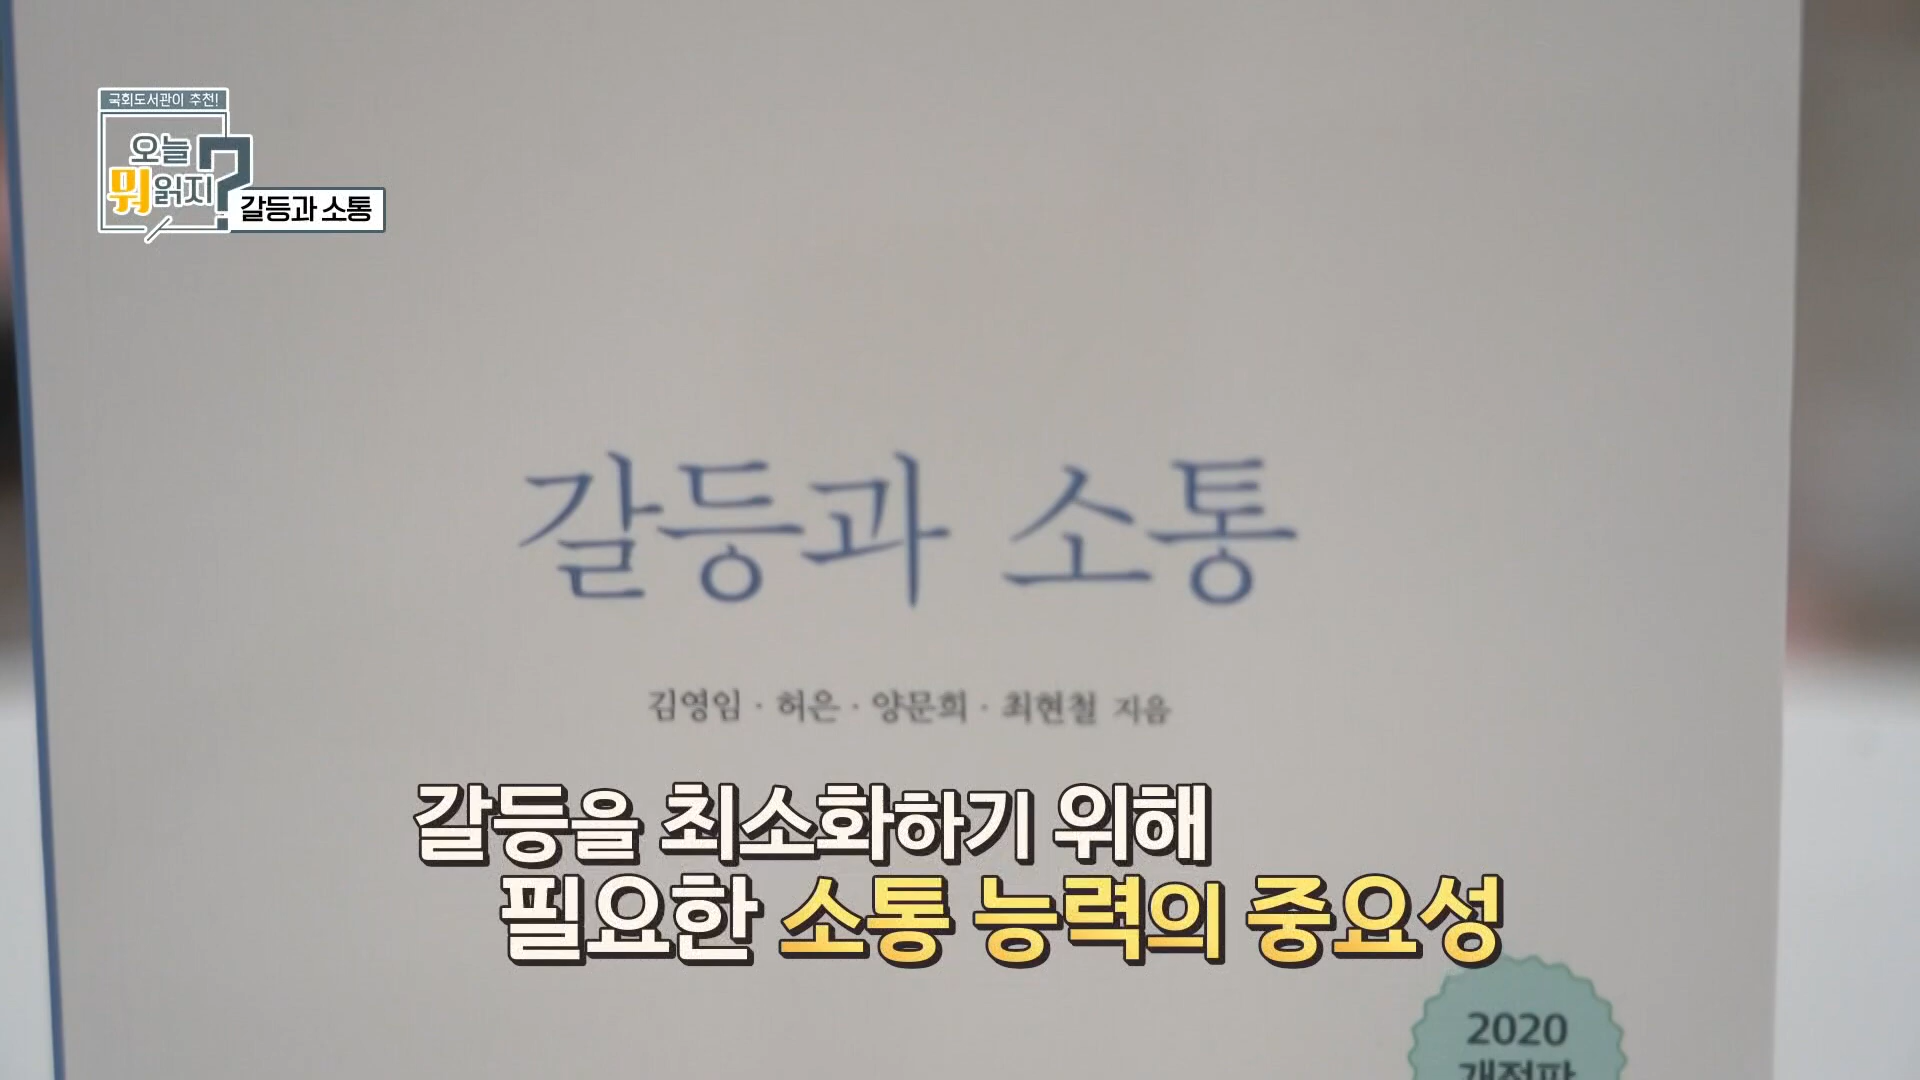 국회도서관이 추천!
오늘
뭐읽지?
갈등과 소통
갈등과 소통
김영임 · 허은 · 양문희 · 최현철 지음
갈등을 최소화하기 위해
필요한 소통 능력의 중요성
2020
개정판